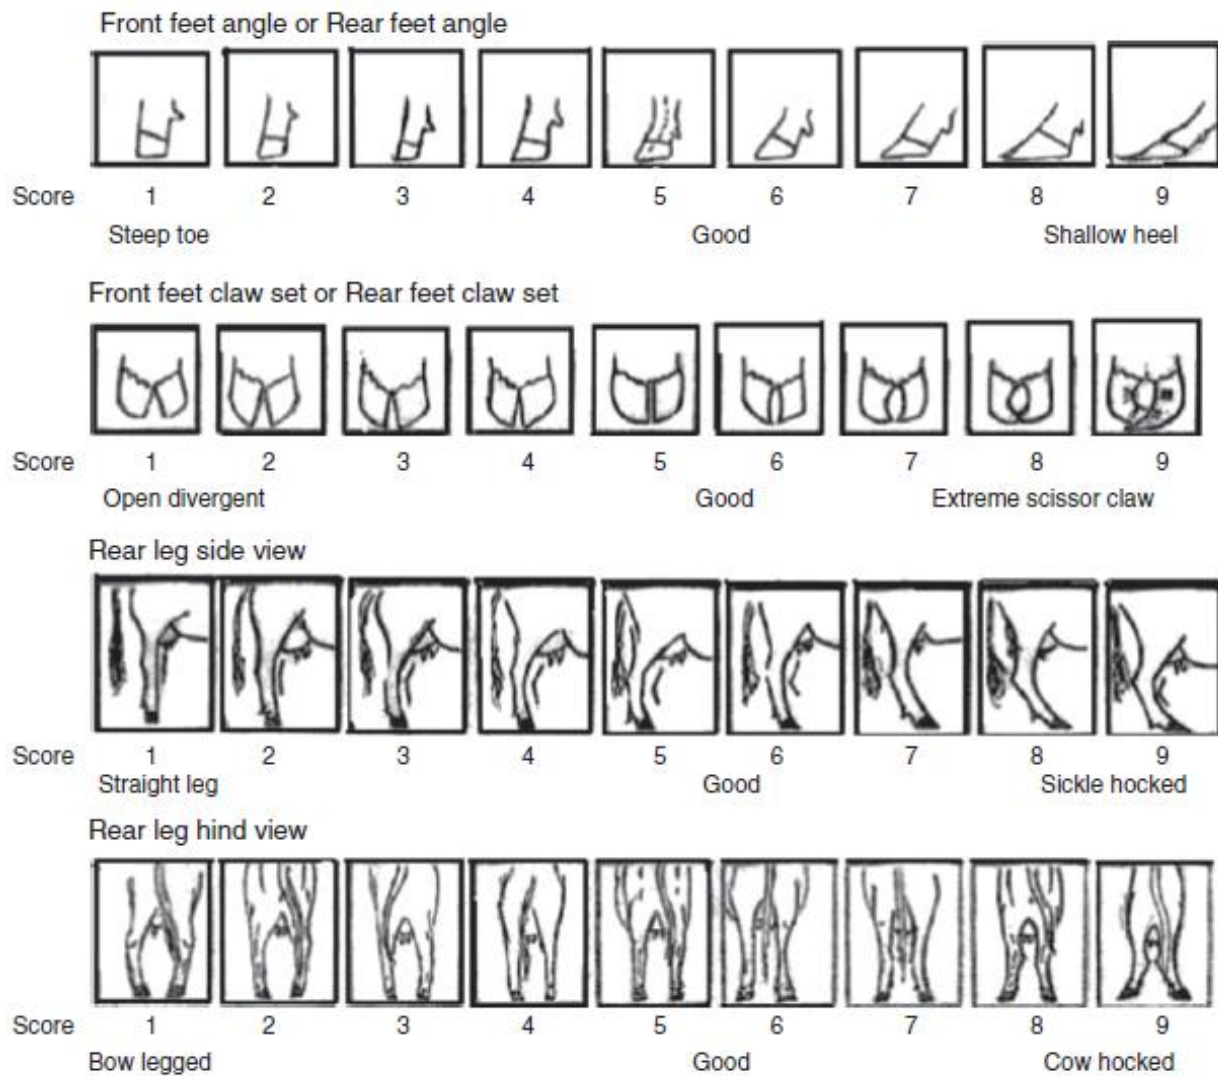 Front feet angle or Rear feet angle
Score 1 2 3 4 5 6 7 8 9
Steep toe Good Shallow heel
Front feet claw set or Rear feet claw set
Score 1 2 3 4 5 6 7 8 9
Open divergent Good Extreme scissor claw
Rear leg side view
Score 1 2 3 4 5 6 7 8 9
Straight leg Good Sickle hocked
Rear leg hind view
Score 1 2 3 4 5 6 7 8 9
Bow legged Good Cow hocked